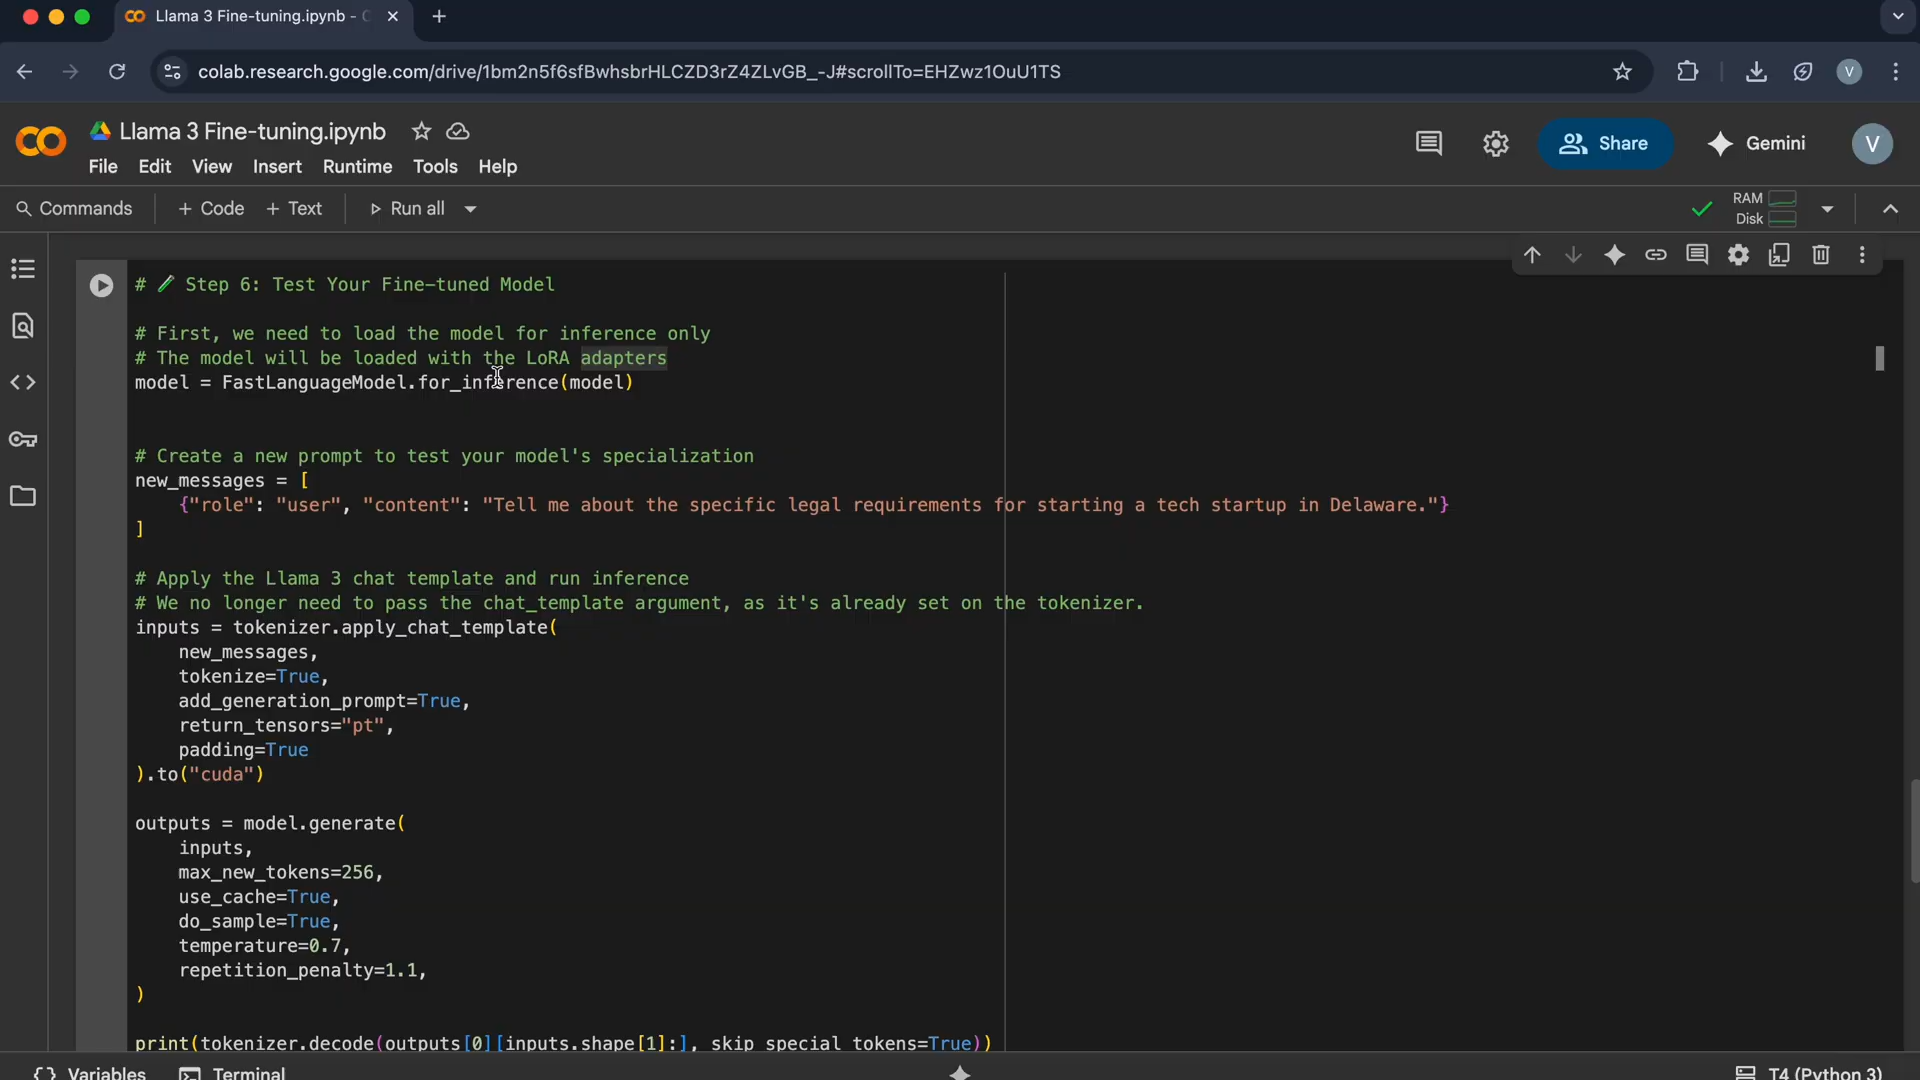 Llama 3 Fine-tuning.ipynb -
colab.research.google.com/drive/1bm2n5f6sfBwhsbrHLCZD3rZ4ZLvGB_-J#scrollTo=EHZwz1OuU1TS
V
Llama 3 Fine-tuning.ipynb
Share
Gemini
V
File Edit View Insert Runtime Tools Help
Commands + Code + Text Run all
RAM
Disk
# Step 6: Test Your Fine-tuned Model
# First, we need to load the model for inference only
# The model will be loaded with the LoRA adapters
model = FastLanguageModel.for_inference(model)
# Create a new prompt to test your model's specialization
new_messages = [
{"role": "user", "content": "Tell me about the specific legal requirements for starting a tech startup in Delaware."}
]
# Apply the Llama 3 chat template and run inference
# We no longer need to pass the chat_template argument, as it's already set on the tokenizer.
inputs = tokenizer.apply_chat_template(
new_messages,
tokenize=True,
add_generation_prompt=True,
return_tensors="pt",
padding=True
).to("cuda")
outputs = model.generate(
inputs,
max_new_tokens=256,
use_cache=True,
do_sample=True,
temperature=0.7,
repetition_penalty=1.1,
)
print(tokenizer.decode(outputs[0][inputs.shape[1]:], skip_special_tokens=True))
Variables Terminal
T4 (Python 3)